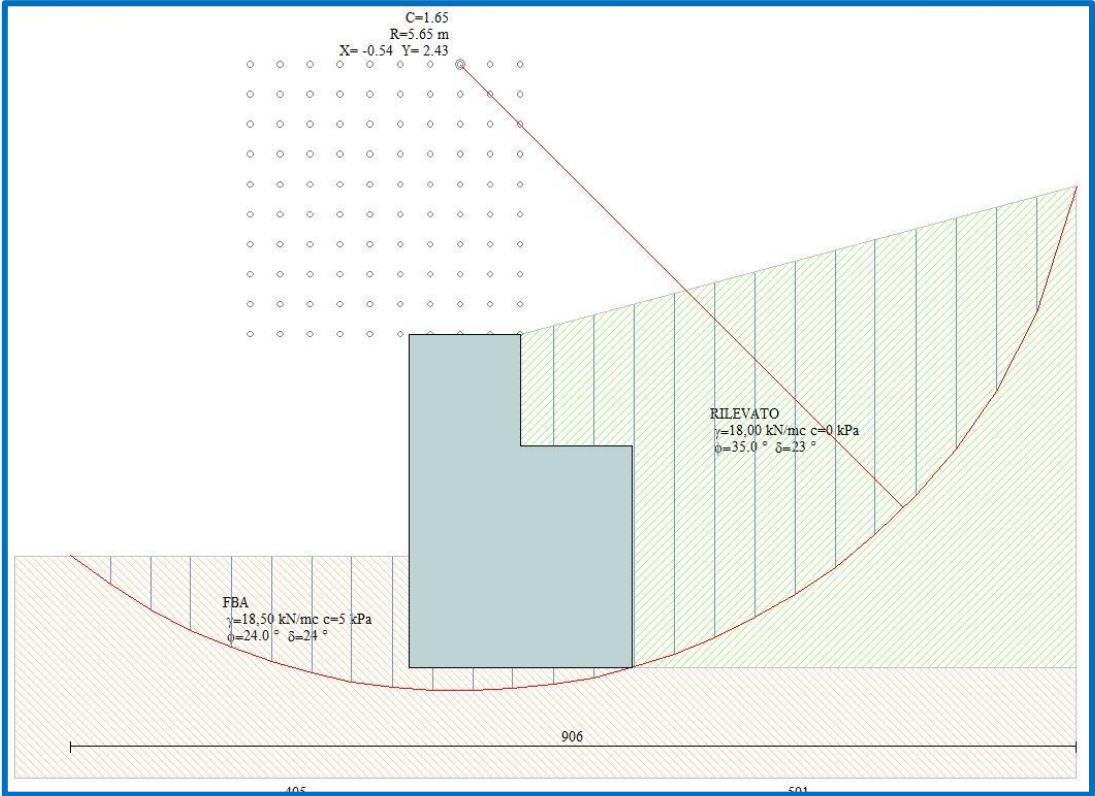 C=1.65
R=5.65 m
X= -0.54 Y= 2.43
RILEVATO
γ=18,00 kN/mc c=0 kPa
ϕ=35.0 ° δ=23 °
FBA
γ=18,50 kN/mc c=5 kPa
ϕ=24.0 ° δ=24 °
906